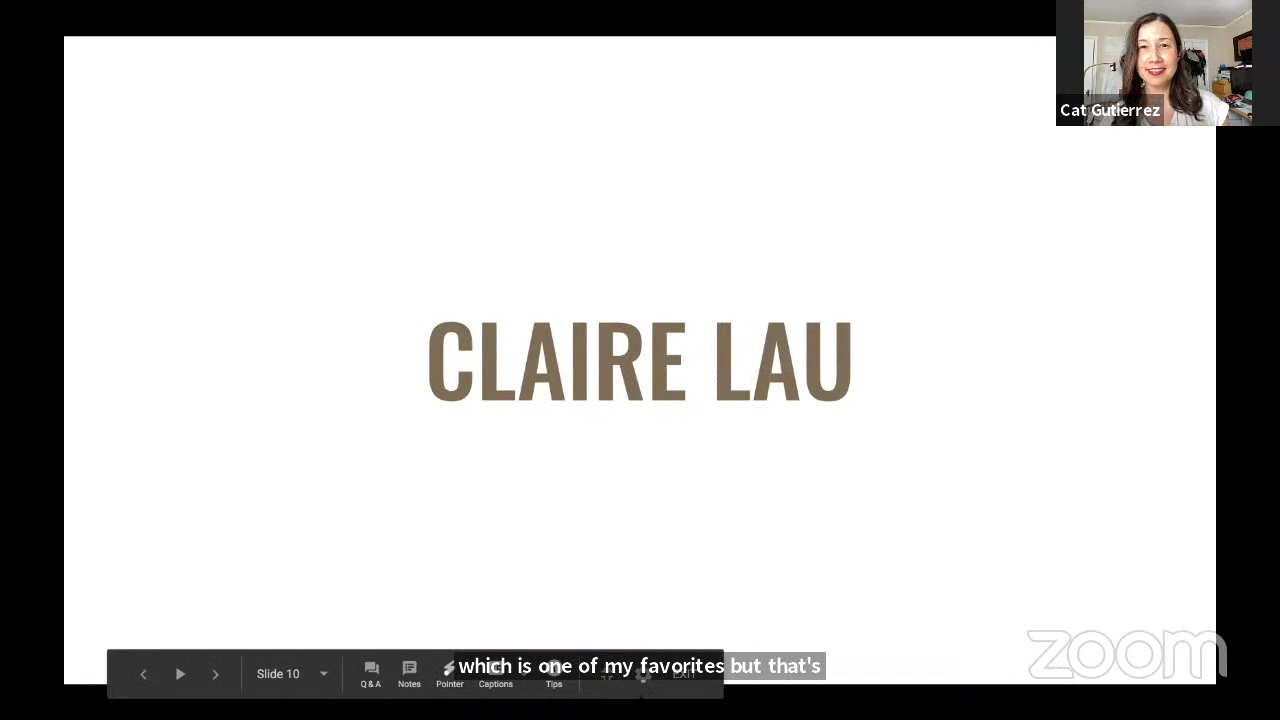 Cat Gutierrez
CLAIRE LAU
which is one of my favorites but that's
Slide 10
Q & A
Notes
Pointer
Captions
Tips
EXIT
zoom